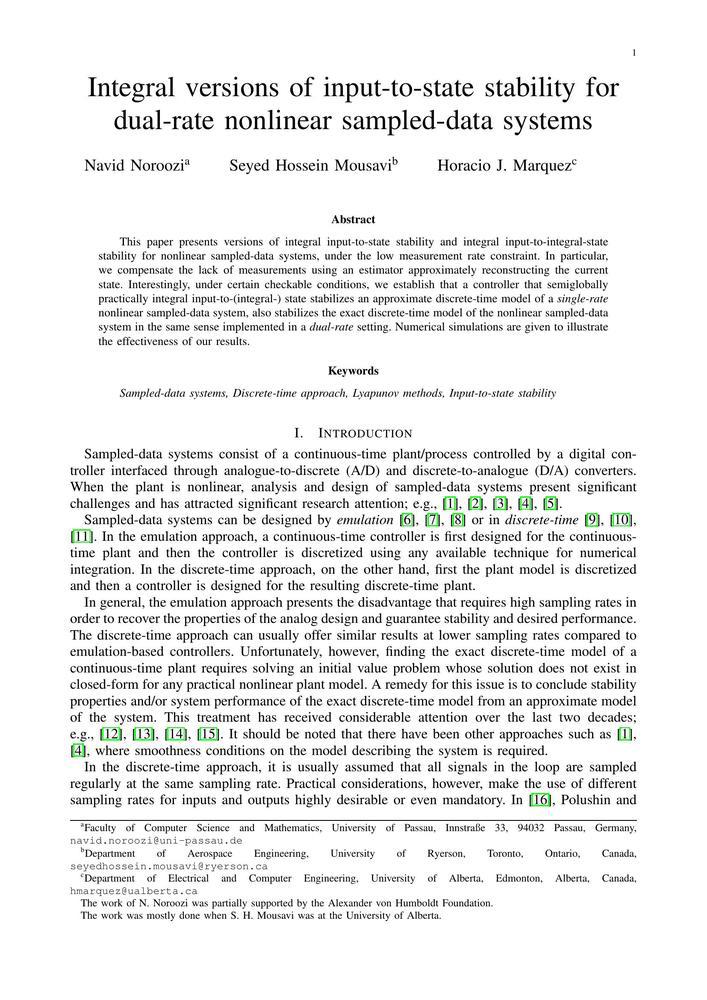 1
Integral versions of input-to-state stability for
dual-rate nonlinear sampled-data systems
Navid Noroozia Seyed Hossein Mousavib Horacio J. Marquezc
Abstract
This paper presents versions of integral input-to-state stability and integral input-to-integral-state
stability for nonlinear sampled-data systems, under the low measurement rate constraint. In particular,
we compensate the lack of measurements using an estimator approximately reconstructing the current
state. Interestingly, under certain checkable conditions, we establish that a controller that semiglobally
practically integral input-to-(integral-) state stabilizes an approximate discrete-time model of a single-rate
nonlinear sampled-data system, also stabilizes the exact discrete-time model of the nonlinear sampled-data
system in the same sense implemented in a dual-rate setting. Numerical simulations are given to illustrate
the effectiveness of our results.
Keywords
Sampled-data systems, Discrete-time approach, Lyapunov methods, Input-to-state stability
I. INTRODUCTION
Sampled-data systems consist of a continuous-time plant/process controlled by a digital con-
troller interfaced through analogue-to-discrete (A/D) and discrete-to-analogue (D/A) converters.
When the plant is nonlinear, analysis and design of sampled-data systems present significant
challenges and has attracted significant research attention; e.g., [1], [2], [3], [4], [5].
Sampled-data systems can be designed by emulation [6], [7], [8] or in discrete-time [9], [10],
[11]. In the emulation approach, a continuous-time controller is first designed for the continuous-
time plant and then the controller is discretized using any available technique for numerical
integration. In the discrete-time approach, on the other hand, first the plant model is discretized
and then a controller is designed for the resulting discrete-time plant.
In general, the emulation approach presents the disadvantage that requires high sampling rates in
order to recover the properties of the analog design and guarantee stability and desired performance.
The discrete-time approach can usually offer similar results at lower sampling rates compared to
emulation-based controllers. Unfortunately, however, finding the exact discrete-time model of a
continuous-time plant requires solving an initial value problem whose solution does not exist in
closed-form for any practical nonlinear plant model. A remedy for this issue is to conclude stability
properties and/or system performance of the exact discrete-time model from an approximate model
of the system. This treatment has received considerable attention over the last two decades;
e.g., [12], [13], [14], [15]. It should be noted that there have been other approaches such as [1],
[4], where smoothness conditions on the model describing the system is required.
In the discrete-time approach, it is usually assumed that all signals in the loop are sampled
regularly at the same sampling rate. Practical considerations, however, make the use of different
sampling rates for inputs and outputs highly desirable or even mandatory. In [16], Polushin and
aFaculty of Computer Science and Mathematics, University of Passau, Innstraße 33, 94032 Passau, Germany,
navid.noroozi@uni-passau.de
bDepartment of Aerospace Engineering, University of Ryerson, Toronto, Ontario, Canada,
seyedhossein.mousavi@ryerson.ca
cDepartment of Electrical and Computer Engineering, University of Alberta, Edmonton, Alberta, Canada,
hmarquez@ualberta.ca
The work of N. Noroozi was partially supported by the Alexander von Humboldt Foundation.
The work was mostly done when S. H. Mousavi was at the University of Alberta.